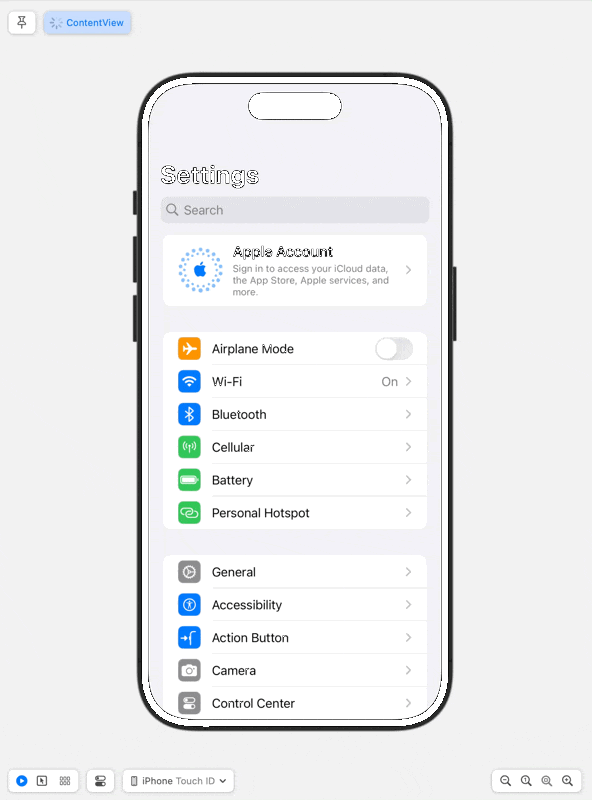 ContentView
Settings
Search
Apple Account
Sign in to access your iCloud data,
the App Store, Apple services, and
more.
Airplane Mode
Wi-Fi On
Bluetooth
Cellular
Battery
Personal Hotspot
General
Accessibility
Action Button
Camera
Control Center
iPhone Touch ID